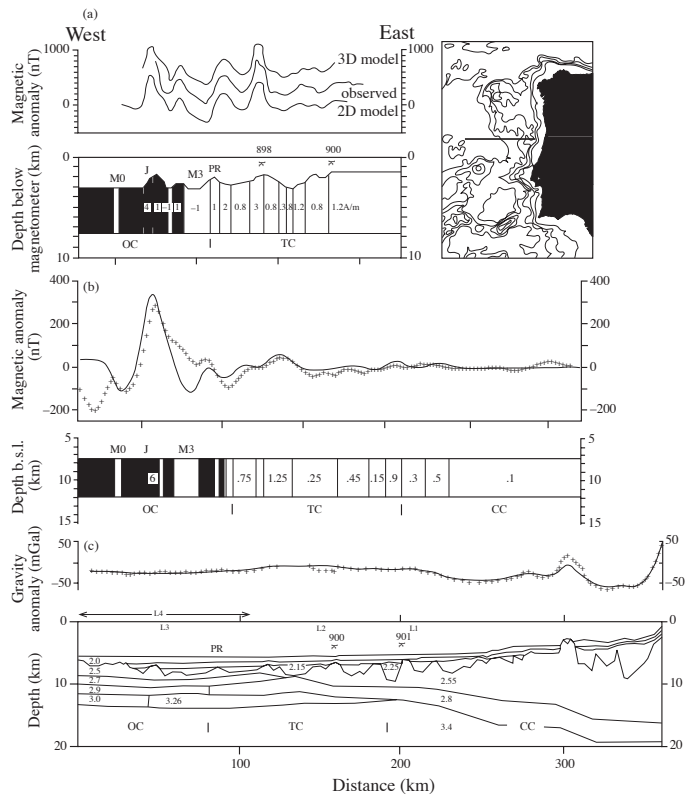 (a)
West
East
Magnetic anomaly (nT)
1000
0
1000
0
3D model
observed
2D model
Depth below magnetometer (km)
0
10
0
10
898
900
M0
J
M3
PR
4
1
–1
1
–1
1
2
0.8
3
0.8
.3
.8
1.2
0.8
1.2A/m
OC
TC
(b)
Magnetic anomaly (nT)
400
200
0
–200
400
200
0
–200
Depth b.s.l. (km)
5
10
15
5
10
15
M0
J
M3
6
.75
1.25
.25
.45
.15
.9
.3
.5
.1
OC
TC
CC
(c)
Gravity anomaly (mGal)
50
–50
50
–50
L4
L3
L2
L1
900
901
PR
Depth (km)
0
10
20
0
10
20
2.0
2.5
2.7
2.9
3.0
3.26
2.15
2.25
2.55
2.8
3.4
OC
TC
CC
100
200
300
Distance (km)